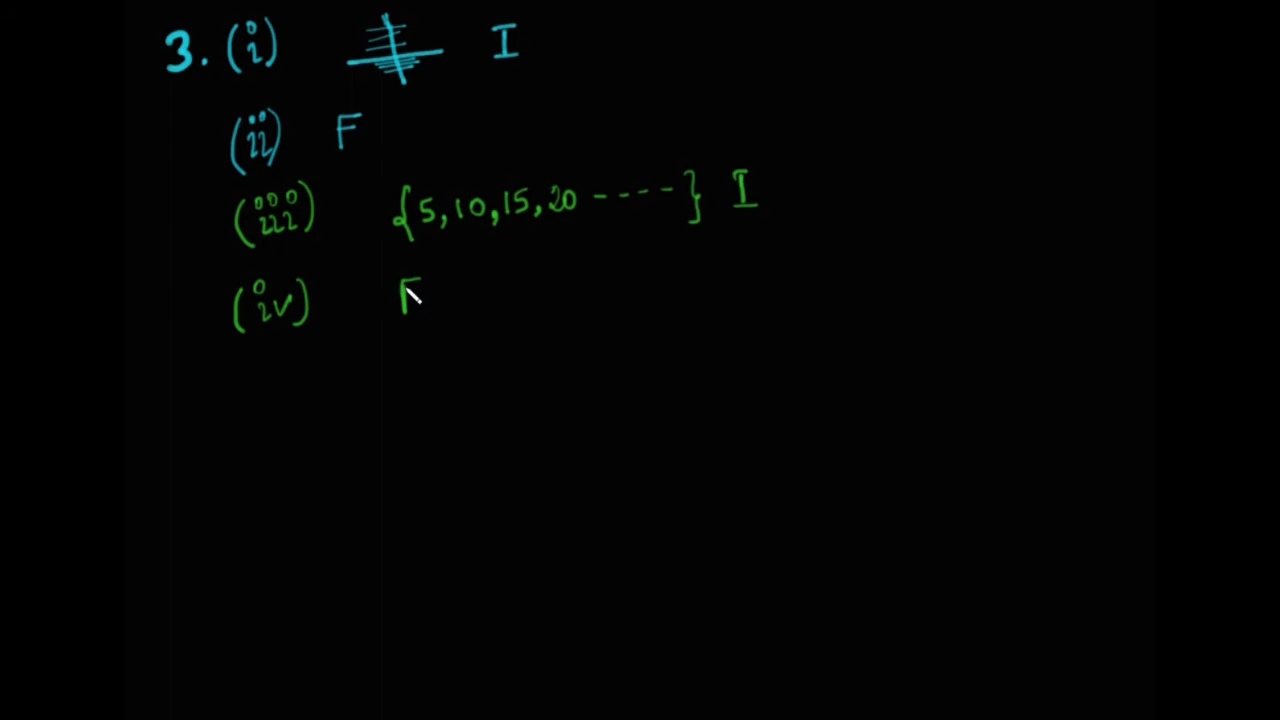 3. (i) I
(ii) F
(iii) {5, 10, 15, 20 ----} I
(iv) F